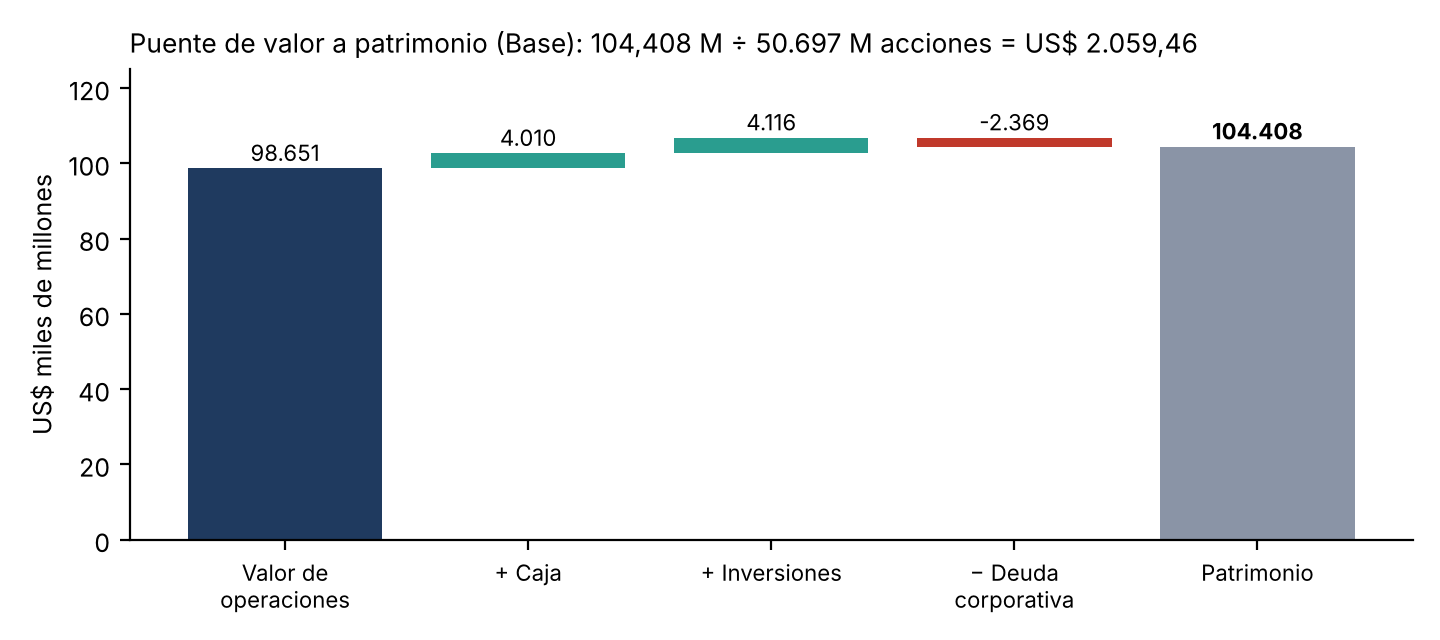 Puente de valor a patrimonio (Base): 104,408 M ÷ 50.697 M acciones = US$ 2.059,46
US$ miles de millones
120
100
80
60
40
20
0
98.651
4.010
4.116
-2.369
104.408
Valor de
operaciones
+ Caja
+ Inversiones
− Deuda
corporativa
Patrimonio